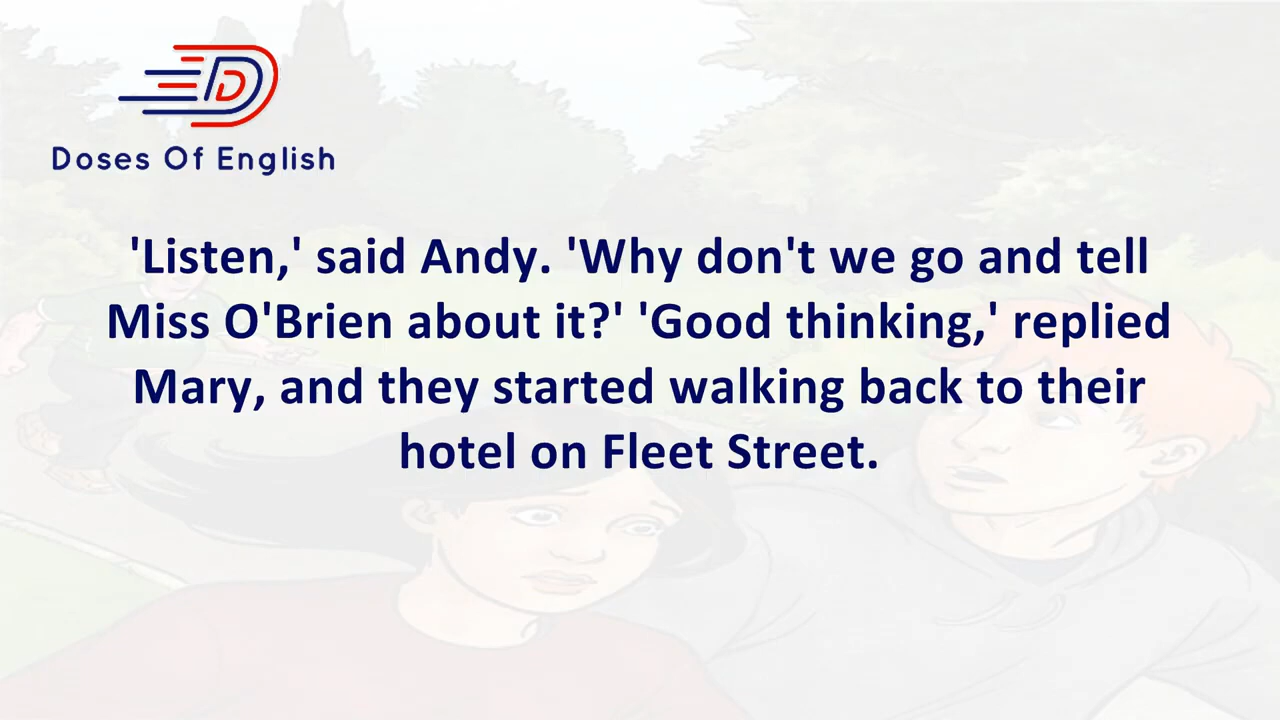 Doses Of English
'Listen,' said Andy. 'Why don't we go and tell
Miss O'Brien about it?' 'Good thinking,' replied
Mary, and they started walking back to their
hotel on Fleet Street.